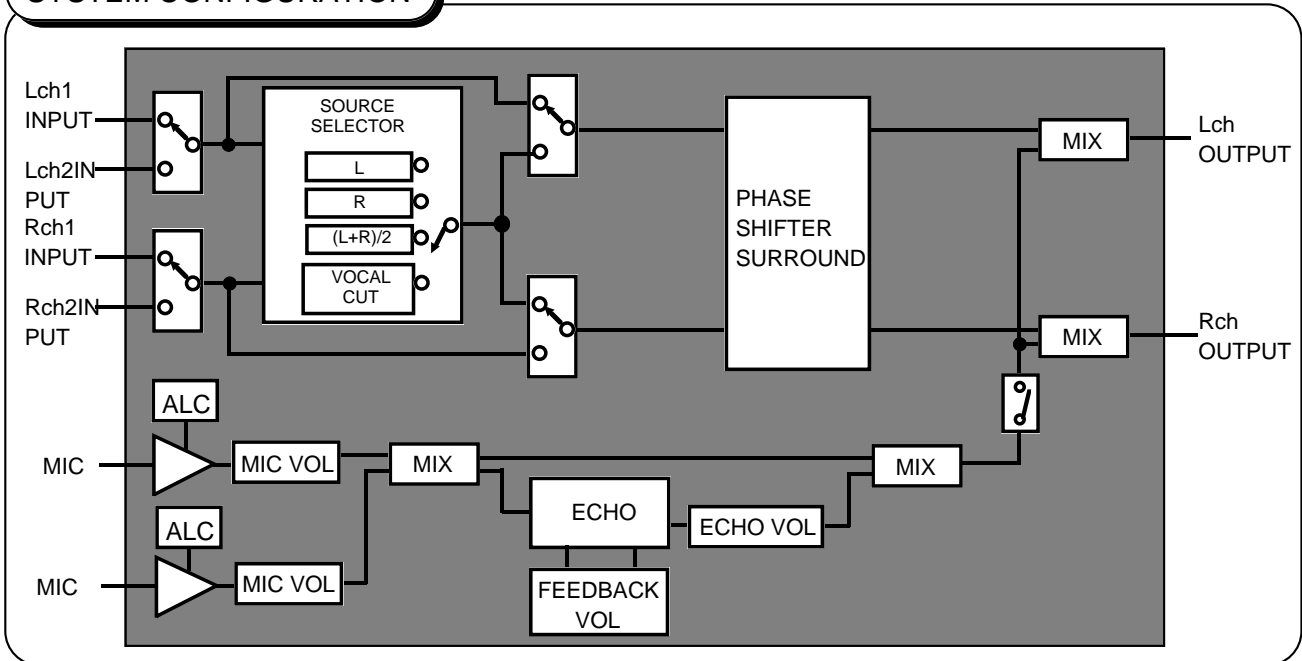 SYSTEM CONFIGURATION
Lch1
INPUT
Lch2IN
PUT
Rch1
INPUT
Rch2IN
PUT
SOURCE
SELECTOR
L
R
(L+R)/2
VOCAL
CUT
PHASE
SHIFTER
SURROUND
MIX
Lch
OUTPUT
MIX
Rch
OUTPUT
ALC
MIC
MIC VOL
MIX
MIX
ECHO
ECHO VOL
ALC
MIC
MIC VOL
FEEDBACK
VOL